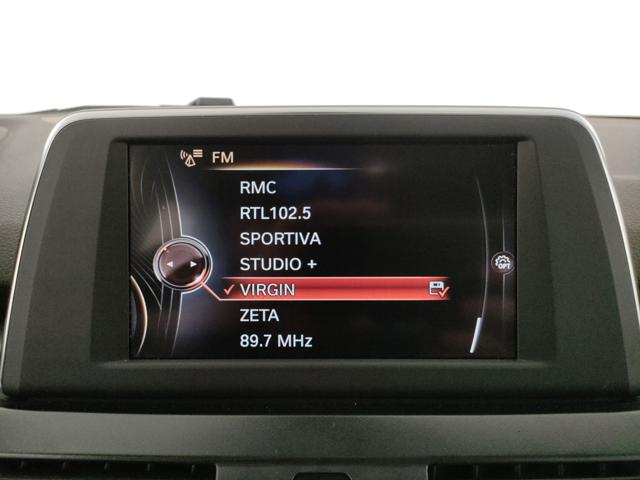 FM
RMC
RTL102.5
SPORTIVA
STUDIO +
VIRGIN
ZETA
89.7 MHz
OPT